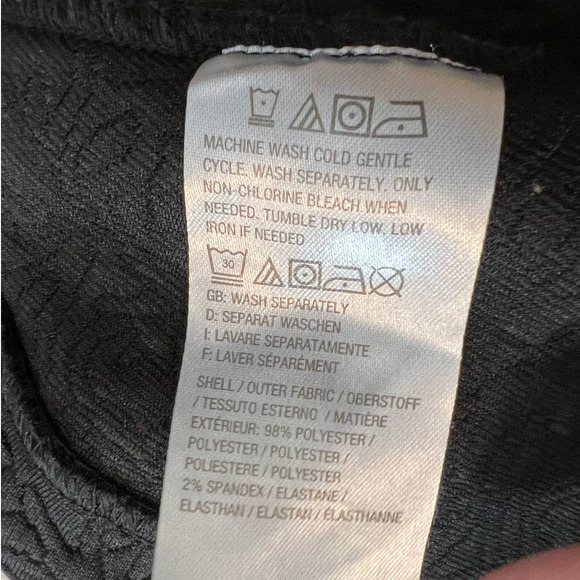 MACHINE WASH COLD GENTLE
CYCLE. WASH SEPARATELY. ONLY
NON-CHLORINE BLEACH WHEN
NEEDED. TUMBLE DRY LOW. LOW
IRON IF NEEDED
30
GB: WASH SEPARATELY
D: SEPARAT WASCHEN
I: LAVARE SEPARATAMENTE
F: LAVER SÉPARÉMENT
SHELL / OUTER FABRIC / OBERSTOFF
/ TESSUTO ESTERNO / MATIÈRE
EXTÉRIEUR: 98% POLYESTER /
POLYESTER / POLYESTER /
POLIESTERE / POLYESTER
2% SPANDEX / ELASTANE /
ELASTHAN / ELASTAN / ÉLASTHANNE